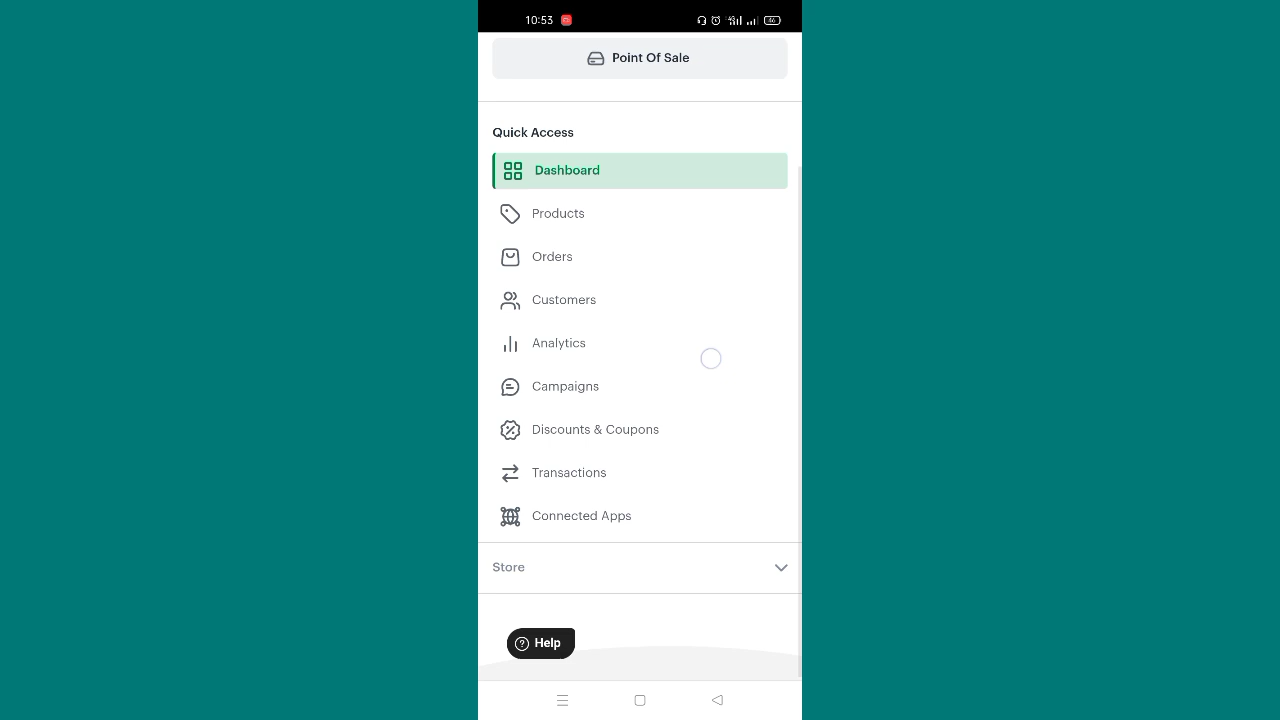 10:53
Point Of Sale
Quick Access
Dashboard
Products
Orders
Customers
Analytics
Campaigns
Discounts & Coupons
Transactions
Connected Apps
Store
Help